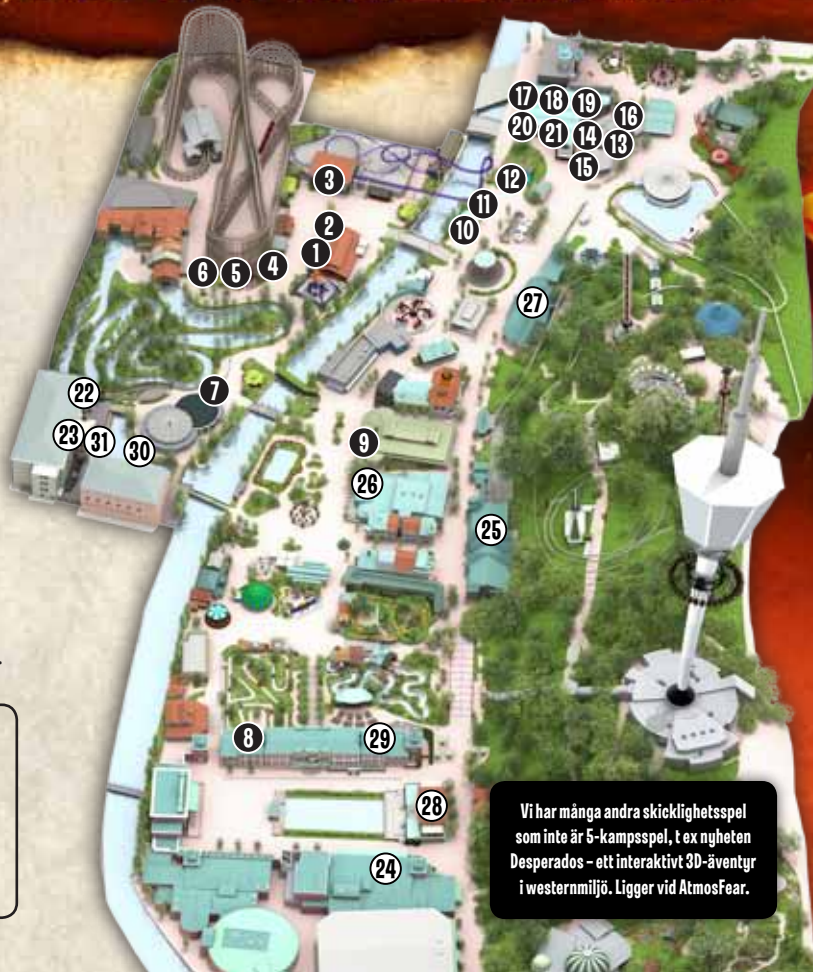 17 18 19
16
20 21 14 13
15
3
12
11
2
10
1
6 5 4
27
7
22
23 31 30
9
26
25
8 29
28
24
Vi har många andra skicklighetsspel
som inte är 5-kampsspel, t ex nyheten
Desperados – ett interaktivt 3D-äventyr
i westernmiljö. Ligger vid AtmosFear.